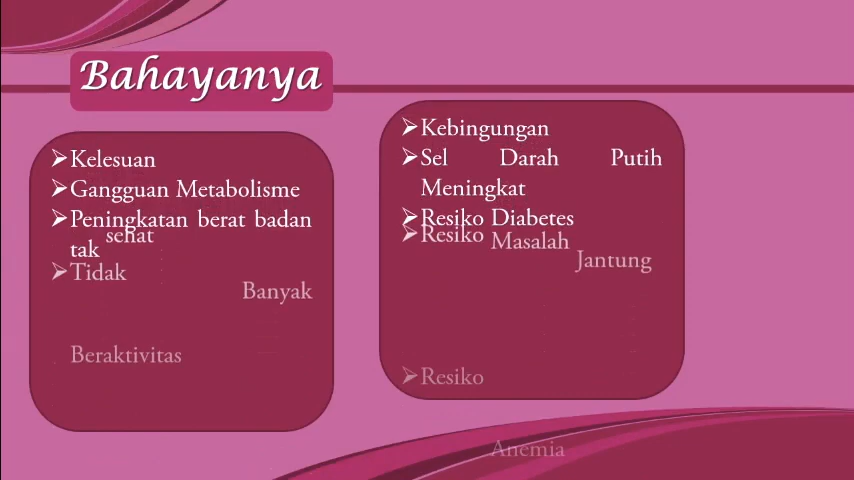 Bahayanya
➢Kelesuan
➢Gangguan Metabolisme
➢Peningkatan berat badan
tak sehat
➢Tidak
Banyak
Beraktivitas
➢Kebingungan
➢Sel Darah Putih
Meningkat
➢Resiko Diabetes
➢Resiko Masalah
Jantung
➢Resiko
Anemia